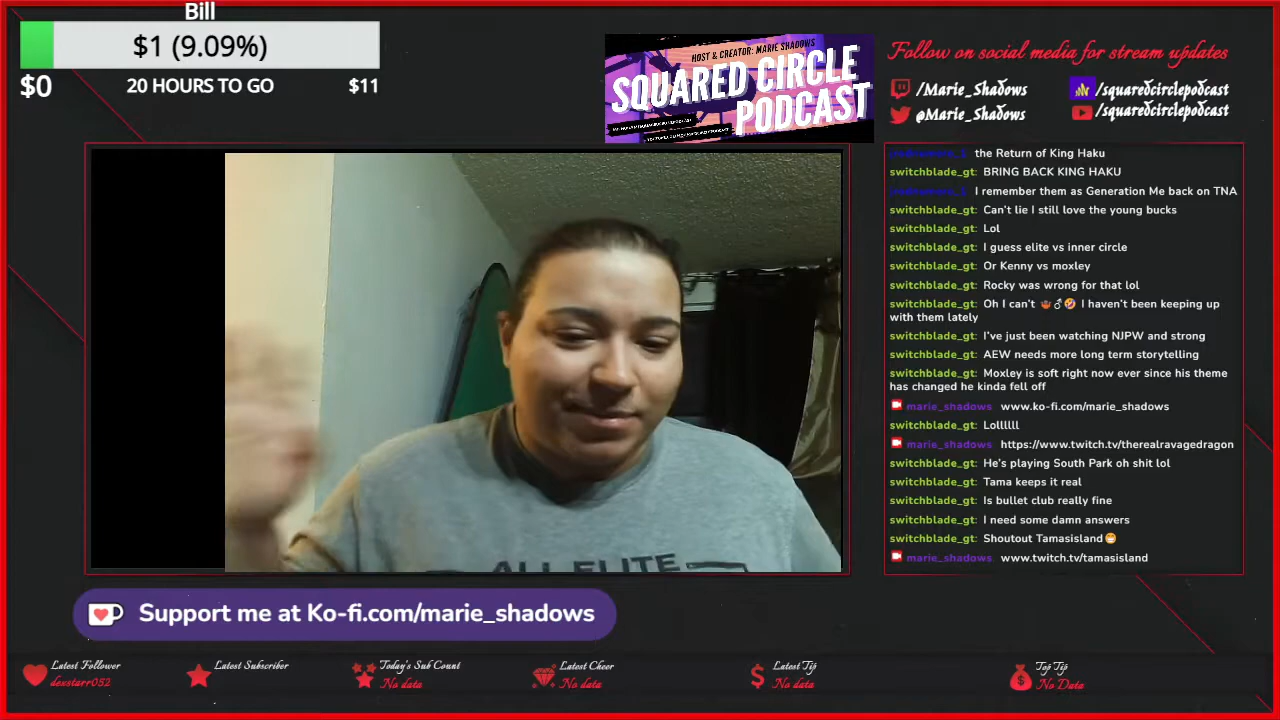 Bill
$1 (9.09%)
$0
20 HOURS TO GO
$11
HOST & CREATOR: MARIE SHADOWS
SQUARED CIRCLE
PODCAST
Follow on social media for stream updates
/Marie_Shadows
/squaredcirclepodcast
@Marie_Shadows
/squaredcirclepodcast
the Return of King Haku
switchblade_gt: BRING BACK KING HAKU
I remember them as Generation Me back on TNA
switchblade_gt: Can't lie I still love the young bucks
switchblade_gt: Lol
switchblade_gt: I guess elite vs inner circle
switchblade_gt: Or Kenny vs moxley
switchblade_gt: Rocky was wrong for that lol
switchblade_gt: Oh I can't 🤷🏾♂🤣 I haven't been keeping up
with them lately
switchblade_gt: I've just been watching NJPW and strong
switchblade_gt: AEW needs more long term storytelling
switchblade_gt: Moxley is soft right now ever since his theme
has changed he kinda fell off
marie_shadows www.ko-fi.com/marie_shadows
switchblade_gt: Lollllll
marie_shadows https://www.twitch.tv/therealravagedragon
switchblade_gt: He's playing South Park oh shit lol
switchblade_gt: Tama keeps it real
switchblade_gt: Is bullet club really fine
switchblade_gt: I need some damn answers
switchblade_gt: Shoutout Tamasisland😁
marie_shadows www.twitch.tv/tamasisland
ALL ELITE
Support me at Ko-fi.com/marie_shadows
Latest Follower
dexstarr052
Latest Subscriber
Today's Sub Count
No data
Latest Cheer
No data
Latest Tip
No data
Top Tip
No Data